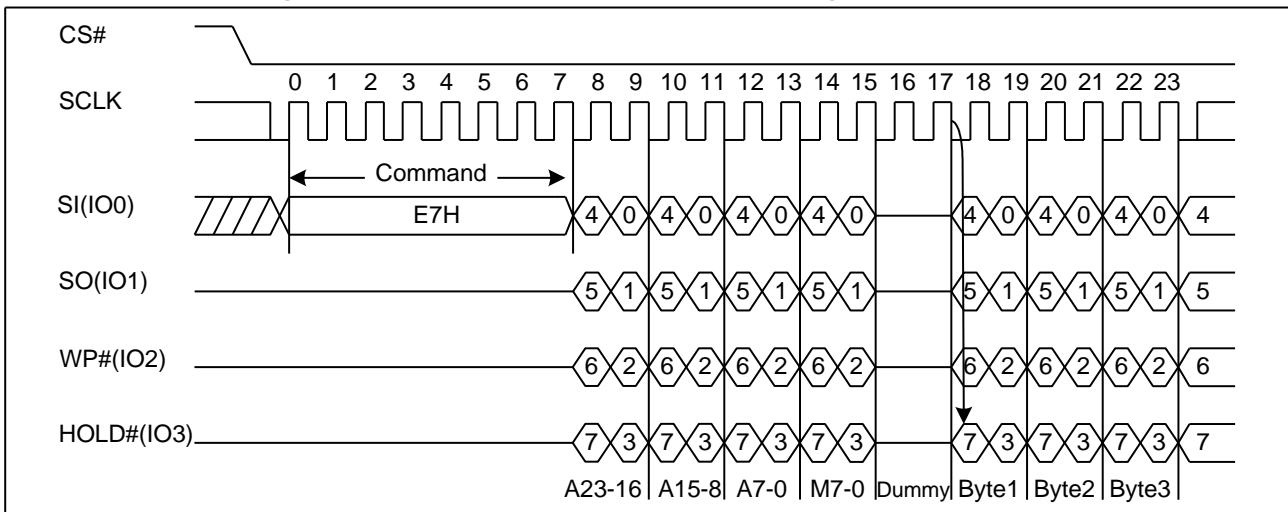 CS#
0 1 2 3 4 5 6 7 8 9 10 11 12 13 14 15 16 17 18 19 20 21 22 23
SCLK
Command
SI(IO0)
E7H
4 0 4 0 4 0 4 0 4 0 4 0 4 0 4
SO(IO1)
5 1 5 1 5 1 5 1 5 1 5 1 5 1 5
WP#(IO2)
6 2 6 2 6 2 6 2 6 2 6 2 6 2 6
HOLD#(IO3)
7 3 7 3 7 3 7 3 7 3 7 3 7 3 7
A23-16 A15-8 A7-0 M7-0 Dummy Byte1 Byte2 Byte3